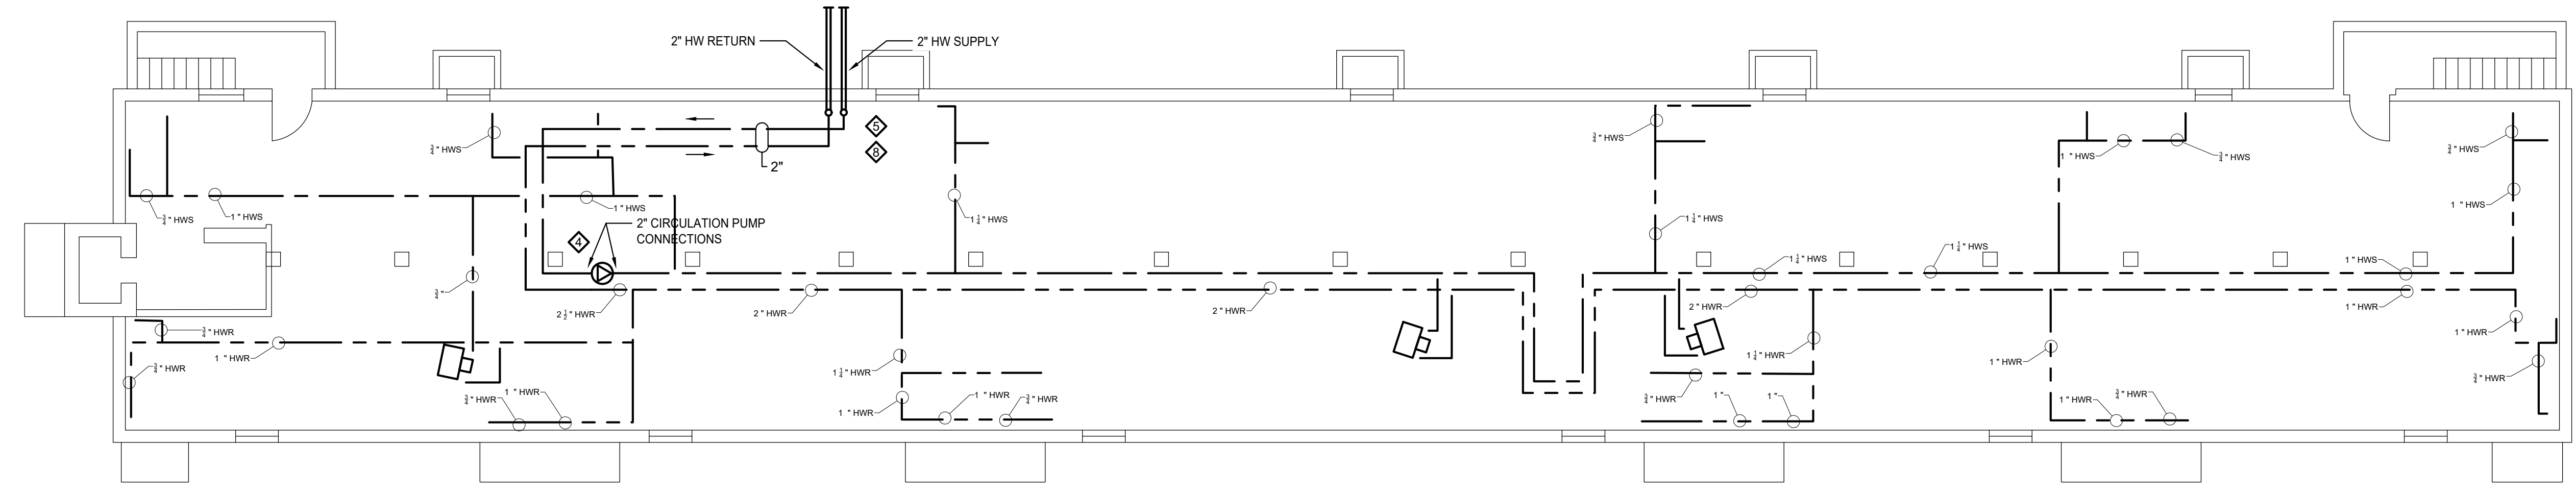 2" HW RETURN
2" HW SUPPLY
5
8
2"
3/4" HWS
3/4" HWS
1 " HWS
1 " HWS
2" CIRCULATION PUMP
CONNECTIONS
4
3/4"
1 1/4" HWS
3/4" HWS
1 1/4" HWS
1 " HWS
3/4" HWS
3/4" HWS
1 " HWS
1 1/4" HWS
1 1/4" HWS
1 " HWS
2 1/2" HWR
2" HWR
2" HWR
2" HWR
1 " HWR
3/4" HWR
1 " HWR
3/4" HWR
3/4" HWR
1 " HWR
1 1/4" HWR
1 " HWR
1 " HWR
3/4" HWR
1 1/4" HWR
3/4" HWR
1 "
1 "
1 " HWR
1 " HWR
3/4" HWR
1 " HWR
3/4" HWR